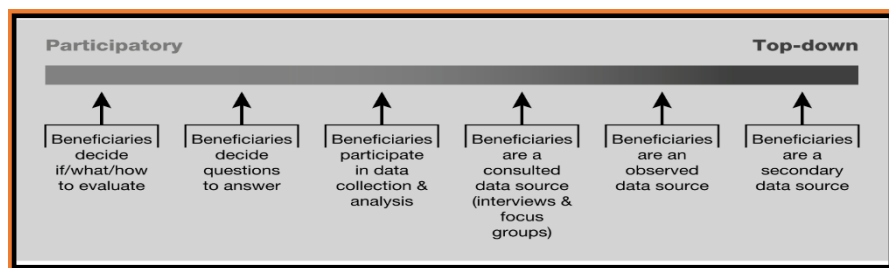 Participatory
Top-down
Beneficiaries
decide
if/what/how
to evaluate
Beneficiaries
decide
questions
to answer
Beneficiaries
participate
in data
collection &
analysis
Beneficiaries
are a
consulted
data source
(interviews &
focus
groups)
Beneficiaries
are an
observed
data source
Beneficiaries
are a
secondary
data source